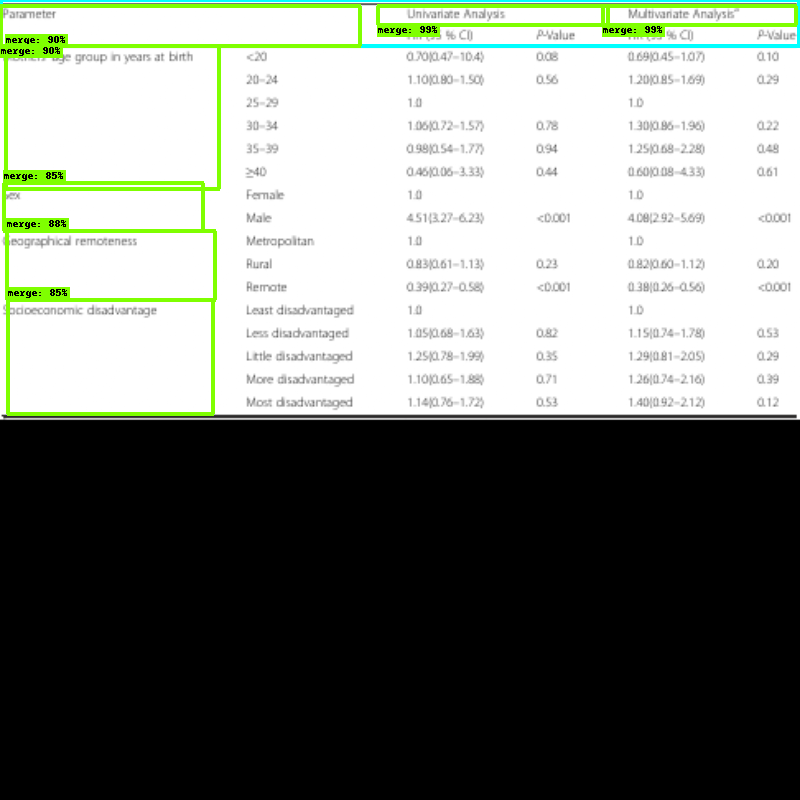 Parameter Univariate Analysis Multivariate Analysisᵃ
merge: 99% merge: 99%
% CI) P-Value % CI) P-Value
merge: 90%
merge: 90%
age group in years at birth <20 0.70(0.47–10.4) 0.08 0.69(0.45–1.07) 0.10
20–24 1.10(0.80–1.50) 0.56 1.20(0.85–1.69) 0.29
25–29 1.0 1.0
30–34 1.06(0.72–1.57) 0.78 1.30(0.86–1.96) 0.22
35–39 0.98(0.54–1.77) 0.94 1.25(0.68–2.28) 0.48
≥40 0.46(0.06–3.33) 0.44 0.60(0.08–4.33) 0.61
merge: 85%
Sex Female 1.0 1.0
Male 4.51(3.27–6.23) <0.001 4.08(2.92–5.69) <0.001
merge: 88%
Geographical remoteness Metropolitan 1.0 1.0
Rural 0.83(0.61–1.13) 0.23 0.82(0.60–1.12) 0.20
Remote 0.39(0.27–0.58) <0.001 0.38(0.26–0.56) <0.001
merge: 85%
Socioeconomic disadvantage Least disadvantaged 1.0 1.0
Less disadvantaged 1.05(0.68–1.63) 0.82 1.15(0.74–1.78) 0.53
Little disadvantaged 1.25(0.78–1.99) 0.35 1.29(0.81–2.05) 0.29
More disadvantaged 1.10(0.65–1.88) 0.71 1.26(0.74–2.16) 0.39
Most disadvantaged 1.14(0.76–1.72) 0.53 1.40(0.92–2.12) 0.12